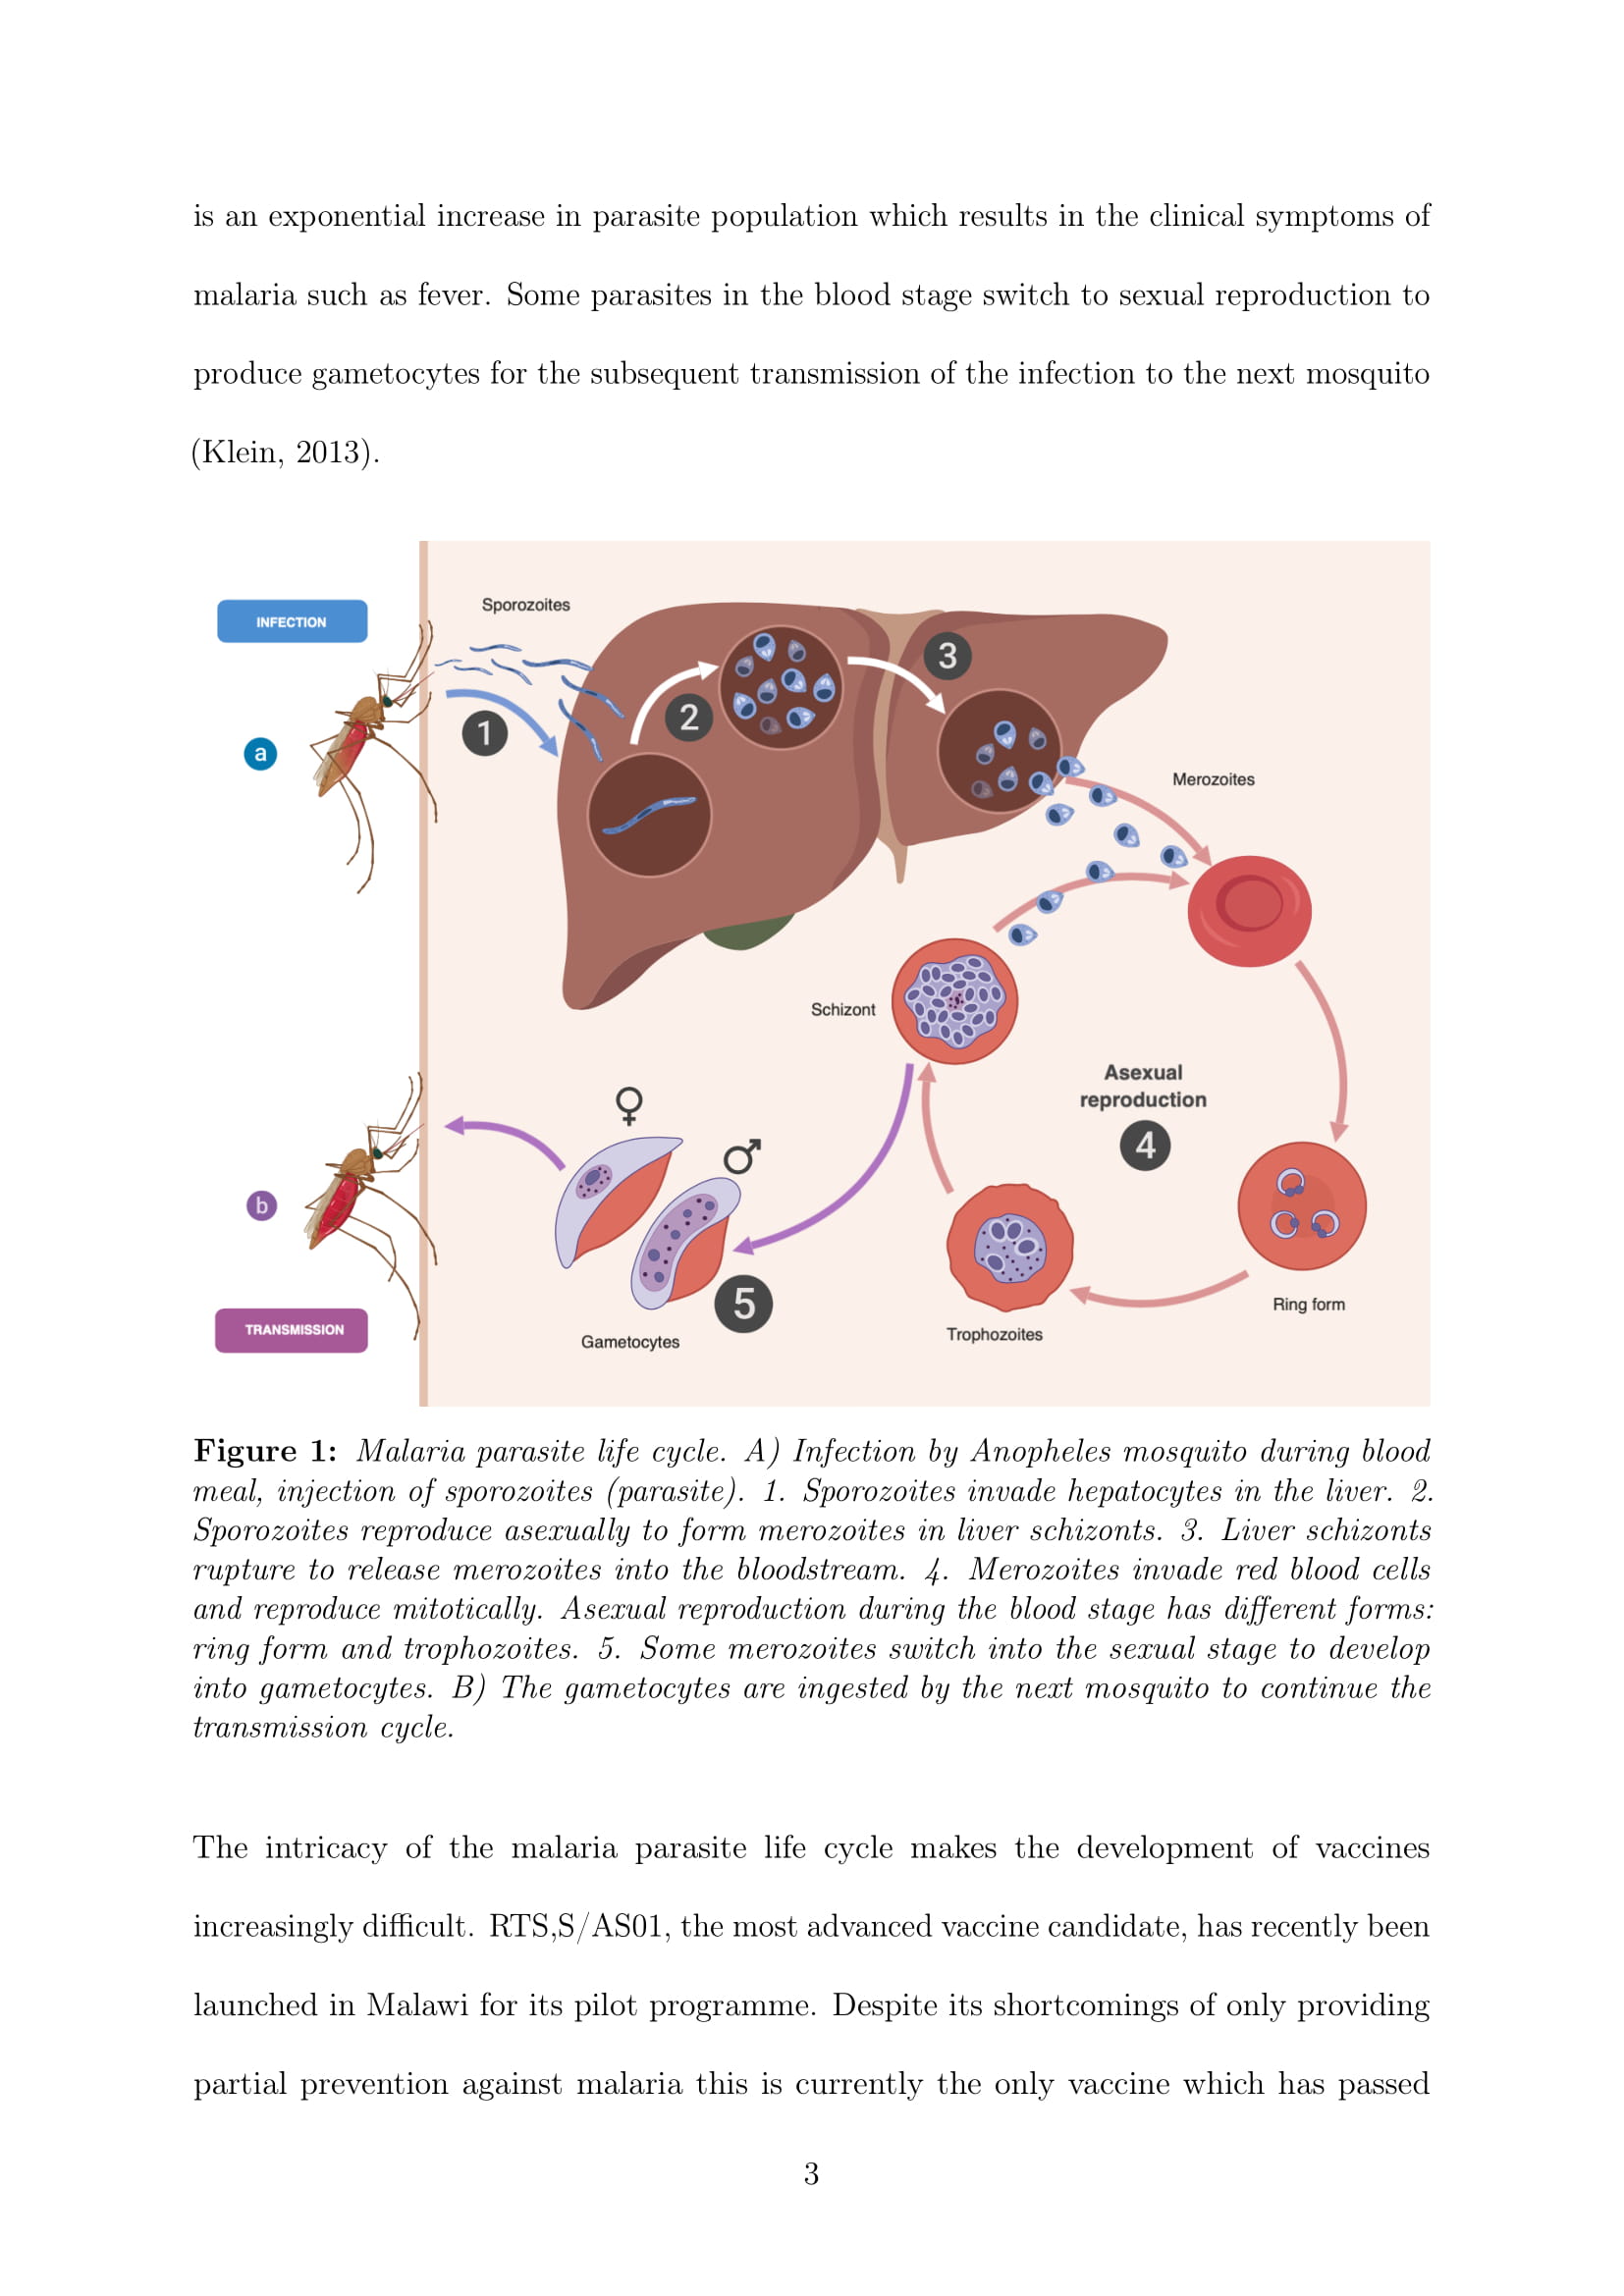 is an exponential increase in parasite population which results in the clinical symptoms of
malaria such as fever. Some parasites in the blood stage switch to sexual reproduction to
produce gametocytes for the subsequent transmission of the infection to the next mosquito
(Klein, 2013).
INFECTION
Sporozoites
a
1
2
3
Merozoites
Schizont
Asexual
reproduction
4
b
5
TRANSMISSION
Gametocytes
Trophozoites
Ring form
Figure 1: Malaria parasite life cycle. A) Infection by Anopheles mosquito during blood
meal, injection of sporozoites (parasite). 1. Sporozoites invade hepatocytes in the liver. 2.
Sporozoites reproduce asexually to form merozoites in liver schizonts. 3. Liver schizonts
rupture to release merozoites into the bloodstream. 4. Merozoites invade red blood cells
and reproduce mitotically. Asexual reproduction during the blood stage has different forms:
ring form and trophozoites. 5. Some merozoites switch into the sexual stage to develop
into gametocytes. B) The gametocytes are ingested by the next mosquito to continue the
transmission cycle.
The intricacy of the malaria parasite life cycle makes the development of vaccines
increasingly difficult. RTS,S/AS01, the most advanced vaccine candidate, has recently been
launched in Malawi for its pilot programme. Despite its shortcomings of only providing
partial prevention against malaria this is currently the only vaccine which has passed
3